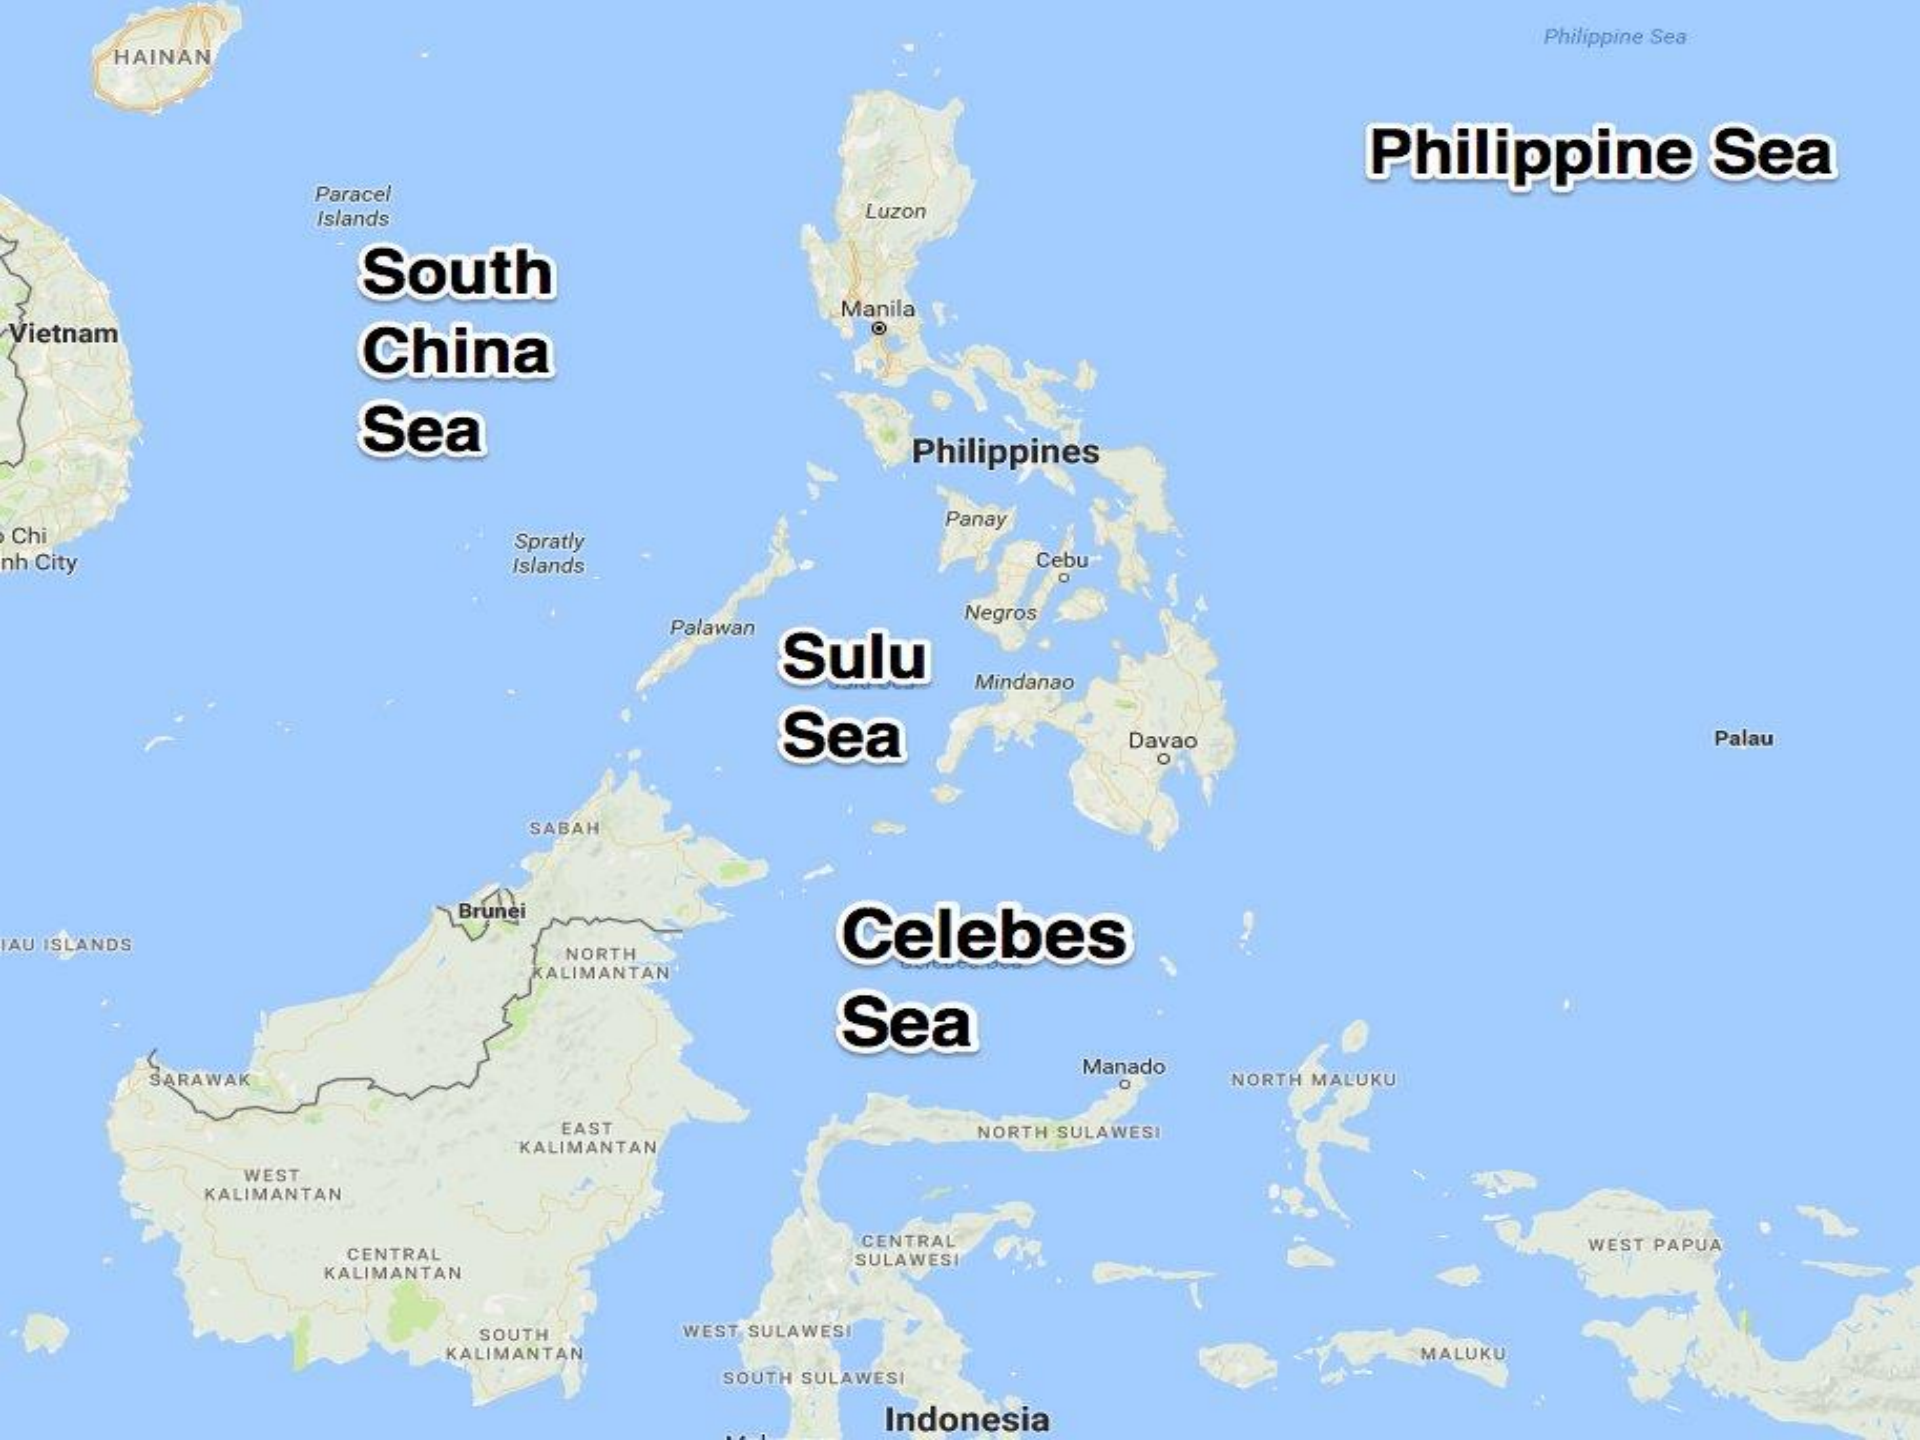 HAINAN
Philippine Sea
Philippine Sea
Paracel
Islands
Luzon
South
China
Sea
Manila
Vietnam
Philippines
Panay
Chi
nh City
Spratly
Islands
Cebu
Negros
Palawan
Sulu
Sea
Mindanao
Davao
Palau
SABAH
Brunei
IAU ISLANDS
NORTH
KALIMANTAN
Celebes
Sea
Manado
SARAWAK
NORTH MALUKU
EAST
KALIMANTAN
NORTH SULAWESI
WEST
KALIMANTAN
CENTRAL
KALIMANTAN
CENTRAL
SULAWESI
WEST PAPUA
SOUTH
KALIMANTAN
WEST SULAWESI
MALUKU
SOUTH SULAWESI
Indonesia